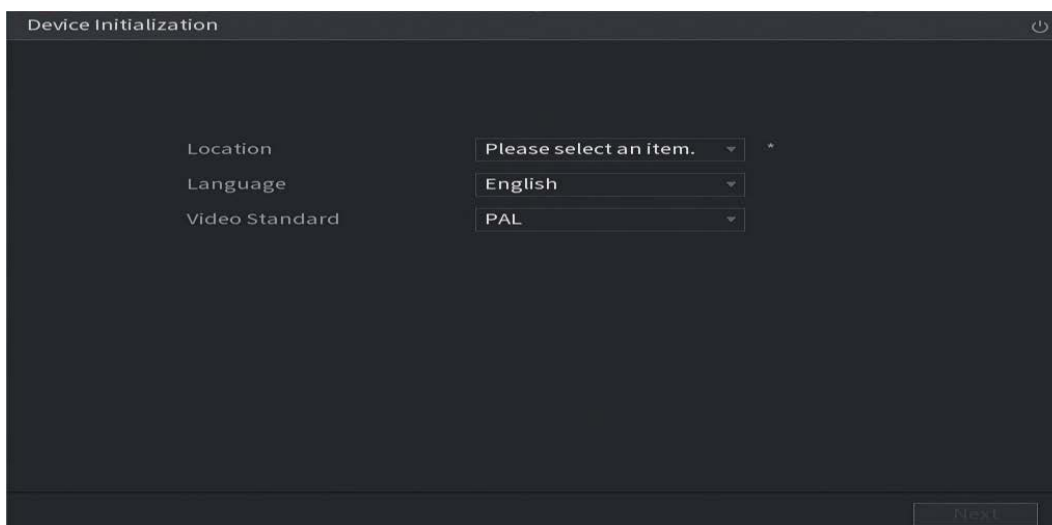 Device Initialization
Location Please select an item. *
Language English
Video Standard PAL
Next